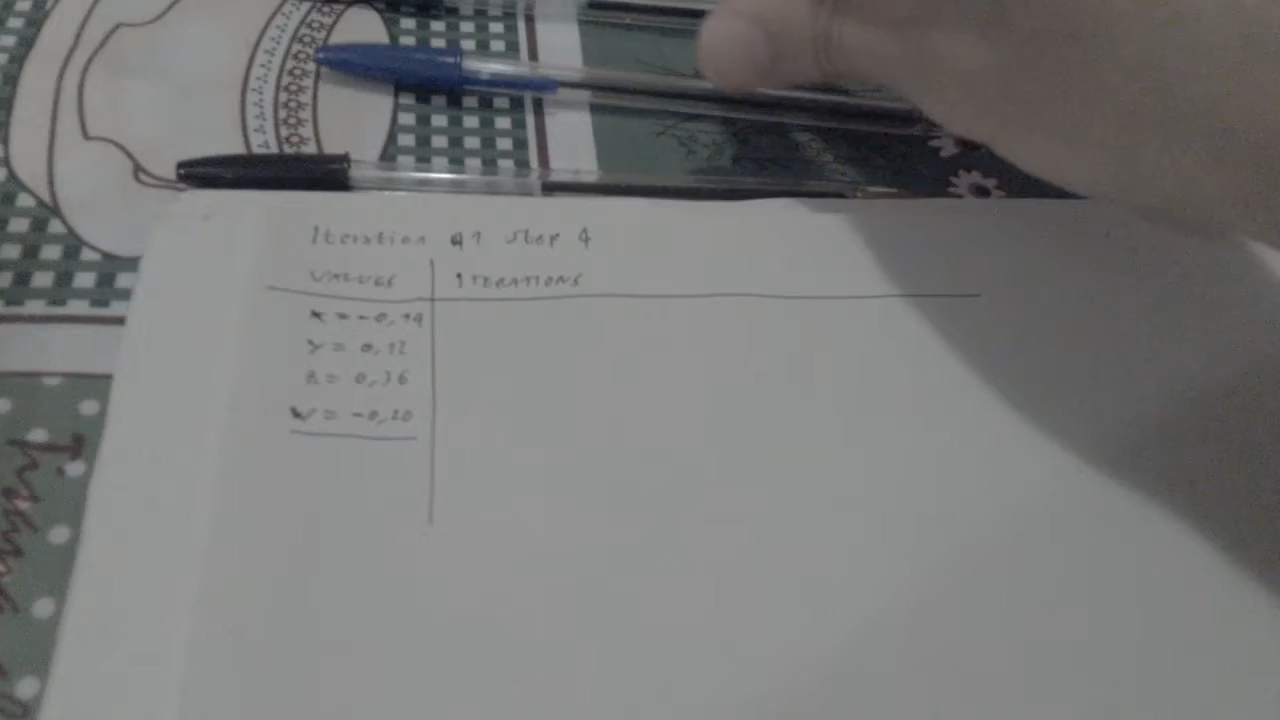 Iteration #1 Step 4
VALUES ITERATIONS
x = -0,14
y = 0,12
z = 0,36
w = -0,20